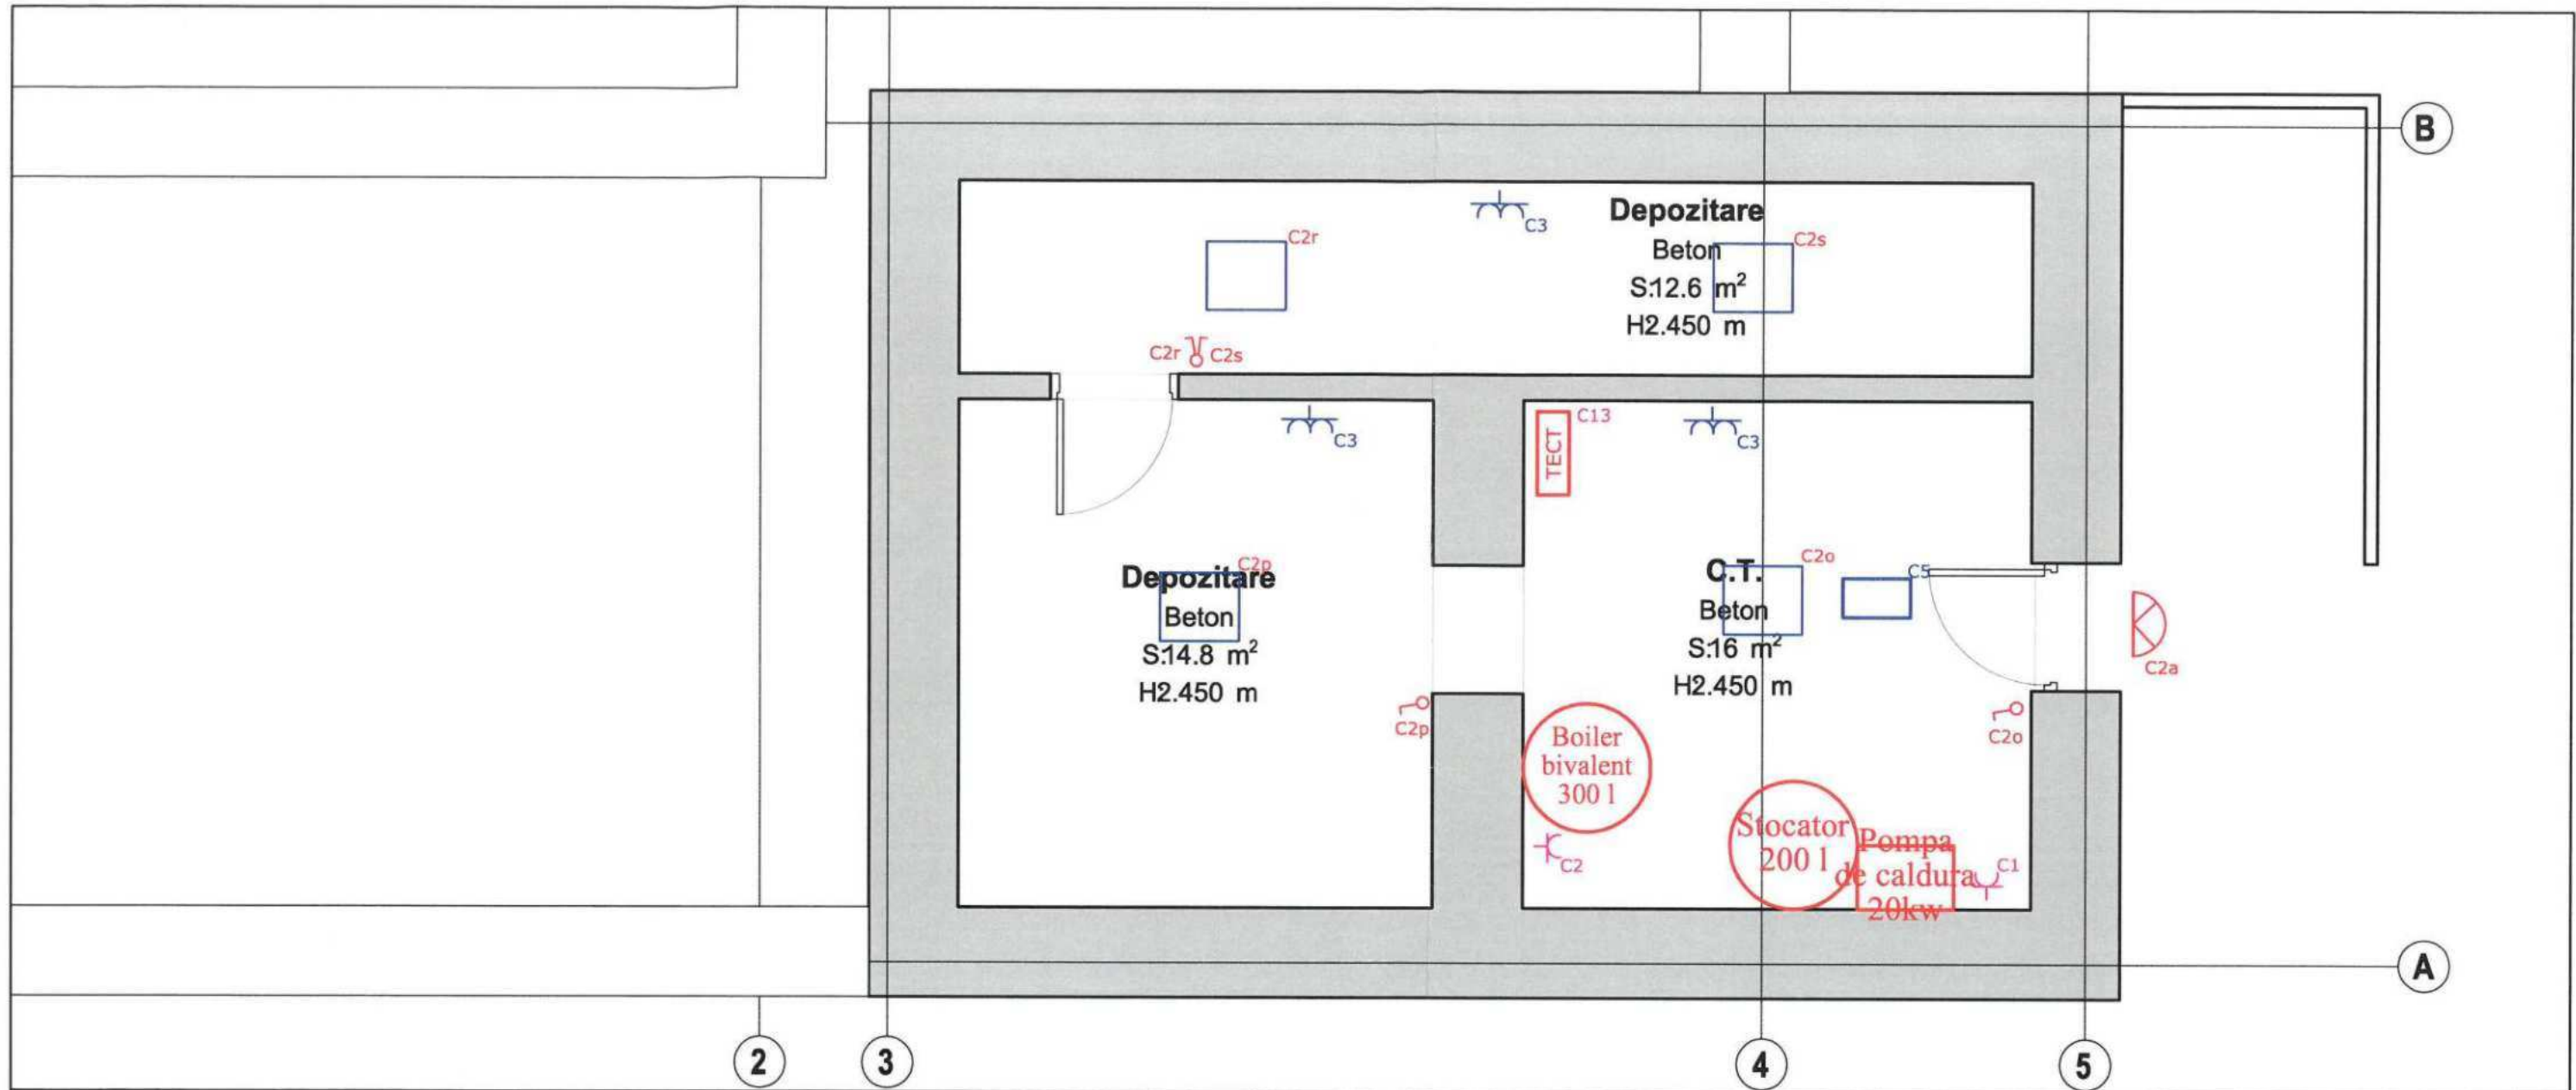 B
C3
Depozitare
Beton
S:12.6 m²
H2.450 m
C2r
C2s
C2r
C2s
C3
C13
TECT
C3
C2p
Depozitare
Beton
S:14.8 m²
H2.450 m
C2o
C.T.
Beton
S:16 m²
H2.450 m
C5
C2a
C2p
C2o
Boiler
bivalent
300 l
C2
Stocator
200 l
Pompa
de caldura
20kw
C1
A
2
3
4
5